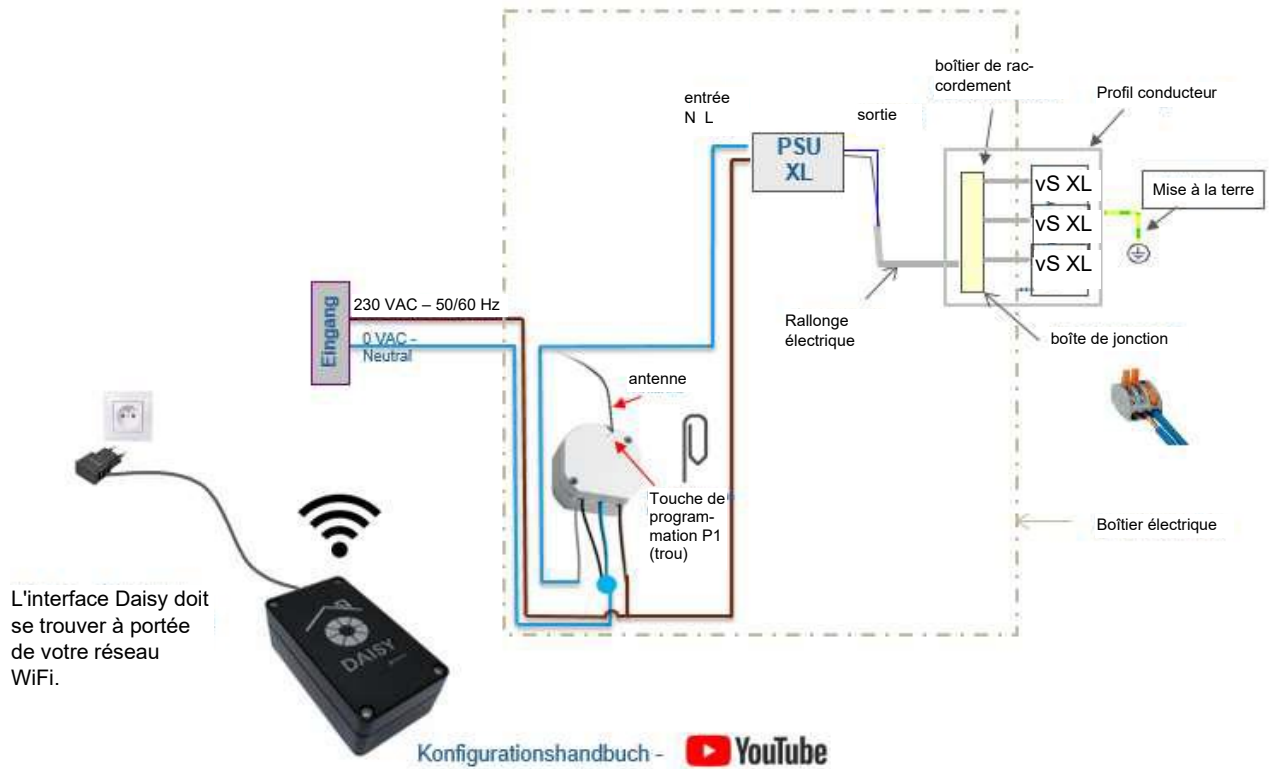 boîtier de rac-
cordement
Profil conducteur
entrée
N L
sortie
PSU
XL
vS XL
vS XL
vS XL
Mise à la terre
Eingang
230 VAC – 50/60 Hz
0 VAC –
Neutral
Rallonge
électrique
boîte de jonction
antenne
Touche de
program-
mation P1
(trou)
Boîtier électrique
L'interface Daisy doit
se trouver à portée
de votre réseau
WiFi.
DAISY
Konfigurationshandbuch -
YouTube